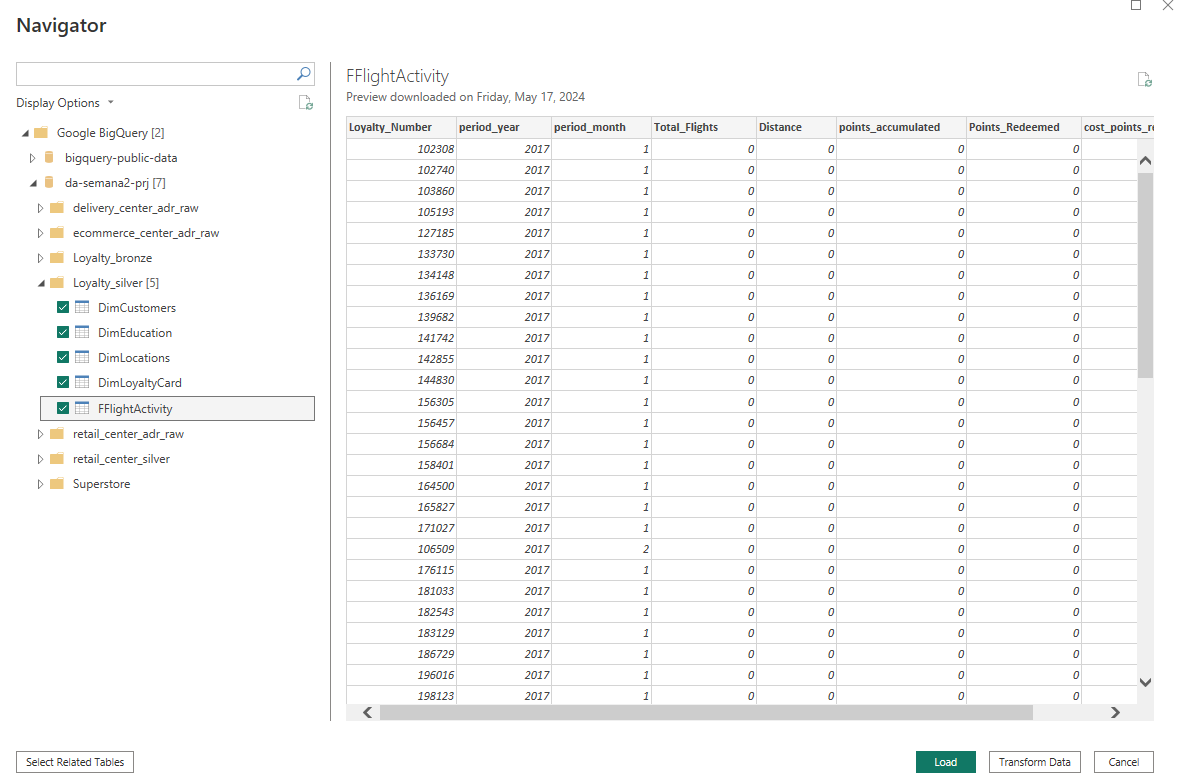 Navigator
Display Options
Google BigQuery [2]
bigquery-public-data
da-semana2-prj [7]
delivery_center_adr_raw
ecommerce_center_adr_raw
Loyalty_bronze
Loyalty_silver [5]
DimCustomers
DimEducation
DimLocations
DimLoyaltyCard
FFlightActivity
retail_center_adr_raw
retail_center_silver
Superstore
FFlightActivity
Preview downloaded on Friday, May 17, 2024
Loyalty_Number period_year period_month Total_Flights Distance points_accumulated Points_Redeemed cost_points_r
102308 2017 1 0 0 0 0
102740 2017 1 0 0 0 0
103860 2017 1 0 0 0 0
105193 2017 1 0 0 0 0
127185 2017 1 0 0 0 0
133730 2017 1 0 0 0 0
134148 2017 1 0 0 0 0
136169 2017 1 0 0 0 0
139682 2017 1 0 0 0 0
141742 2017 1 0 0 0 0
142855 2017 1 0 0 0 0
144830 2017 1 0 0 0 0
156305 2017 1 0 0 0 0
156457 2017 1 0 0 0 0
156684 2017 1 0 0 0 0
158401 2017 1 0 0 0 0
164500 2017 1 0 0 0 0
165827 2017 1 0 0 0 0
171027 2017 1 0 0 0 0
106509 2017 2 0 0 0 0
176115 2017 1 0 0 0 0
181033 2017 1 0 0 0 0
182543 2017 1 0 0 0 0
183129 2017 1 0 0 0 0
186729 2017 1 0 0 0 0
196016 2017 1 0 0 0 0
198123 2017 1 0 0 0 0
Select Related Tables
Load
Transform Data
Cancel